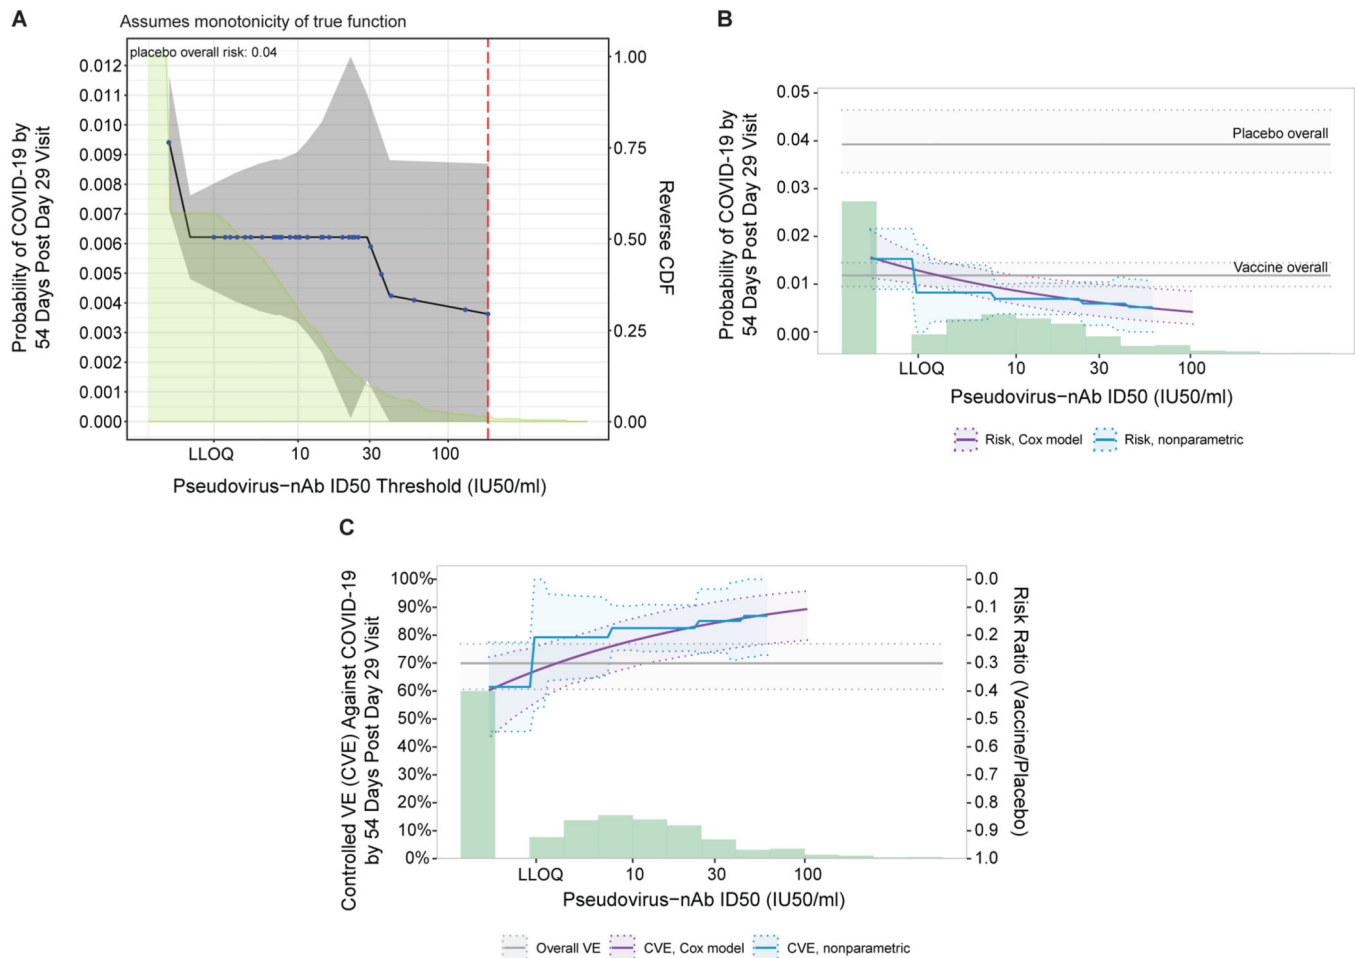 A
Assumes monotonicity of true function
placebo overall risk: 0.04
Probability of COVID-19 by
54 Days Post Day 29 Visit
0.012
0.011
0.010
0.009
0.008
0.007
0.006
0.005
0.004
0.003
0.002
0.001
0.000
1.00
0.75
0.50
0.25
0.00
Reverse CDF
LLOQ 10 30 100
Pseudovirus−nAb ID50 Threshold (IU50/ml)
B
Probability of COVID-19 by
54 Days Post Day 29 Visit
0.05
0.04
0.03
0.02
0.01
0.00
Placebo overall
Vaccine overall
LLOQ 10 30 100
Pseudovirus−nAb ID50 (IU50/ml)
Risk, Cox model Risk, nonparametric
C
Controlled VE (CVE) Against COVID-19
by 54 Days Post Day 29 Visit
100%
90%
80%
70%
60%
50%
40%
30%
20%
10%
0%
0.0
0.1
0.2
0.3
0.4
0.5
0.6
0.7
0.8
0.9
1.0
Risk Ratio (Vaccine/Placebo)
LLOQ 10 30 100
Pseudovirus−nAb ID50 (IU50/ml)
Overall VE CVE, Cox model CVE, nonparametric